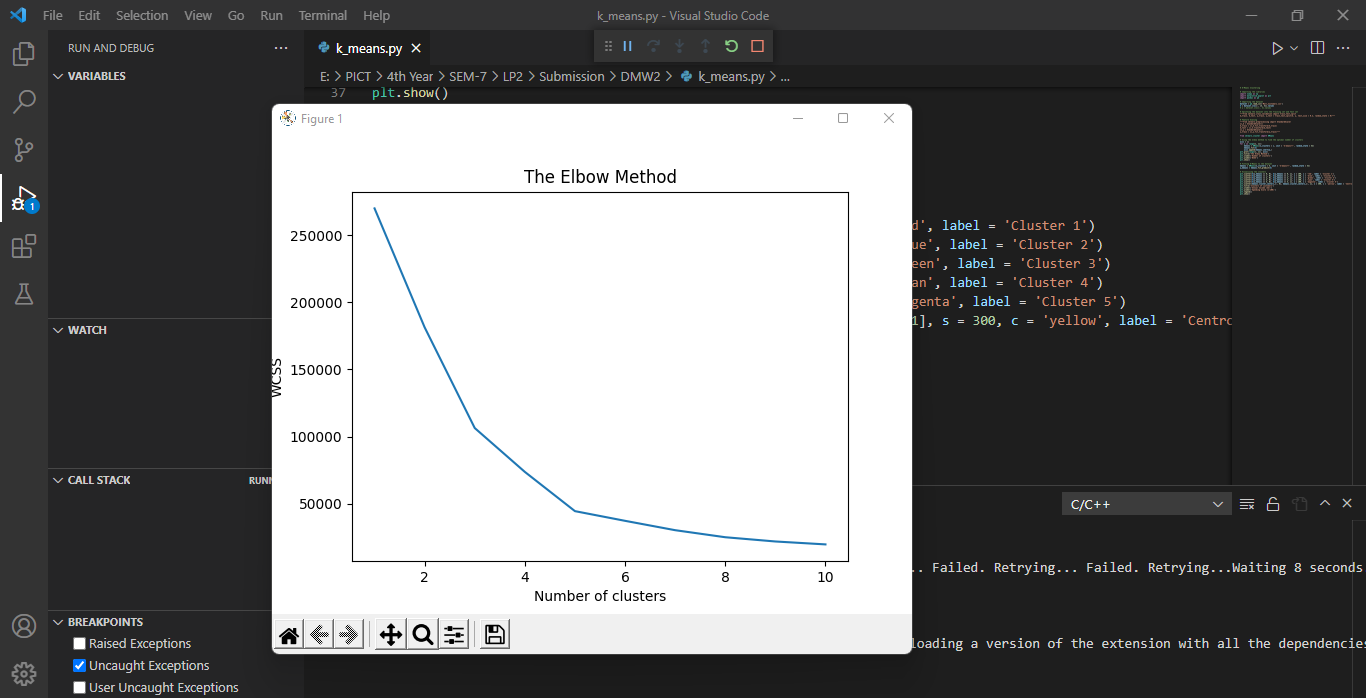 File Edit Selection View Go Run Terminal Help k_means.py - Visual Studio Code
RUN AND DEBUG
k_means.py
VARIABLES
E: > PICT > 4th Year > SEM-7 > LP2 > Submission > DMW2 > k_means.py > ...
37 plt.show()
Figure 1
The Elbow Method
250000
200000
150000
100000
50000
WCSS
2 4 6 8 10
Number of clusters
d', label = 'Cluster 1')
ue', label = 'Cluster 2')
een', label = 'Cluster 3')
an', label = 'Cluster 4')
genta', label = 'Cluster 5')
1], s = 300, c = 'yellow', label = 'Centro
WATCH
CALL STACK RUNN
1
C/C++
.. Failed. Retrying... Failed. Retrying...Waiting 8 seconds
loading a version of the extension with all the dependencies
BREAKPOINTS
Raised Exceptions
Uncaught Exceptions
User Uncaught Exceptions